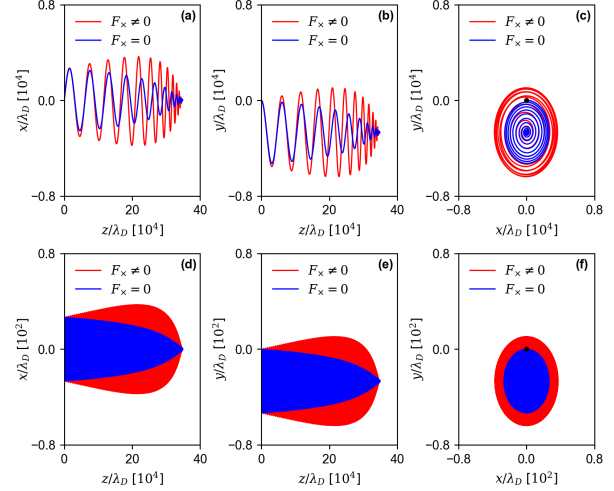 (a)
F× ≠ 0
F× = 0
x/λD [10⁴]
0.8
0.0
−0.8
0
20
40
z/λD [10⁴]
(b)
F× ≠ 0
F× = 0
y/λD [10⁴]
0.8
0.0
−0.8
0
20
40
z/λD [10⁴]
(c)
F× ≠ 0
F× = 0
y/λD [10⁴]
0.8
0.0
−0.8
−0.8
0.0
0.8
x/λD [10⁴]
(d)
F× ≠ 0
F× = 0
x/λD [10²]
0.8
0.0
−0.8
0
20
40
z/λD [10⁴]
(e)
F× ≠ 0
F× = 0
y/λD [10²]
0.8
0.0
−0.8
0
20
40
z/λD [10⁴]
(f)
F× ≠ 0
F× = 0
y/λD [10²]
0.8
0.0
−0.8
−0.8
0.0
0.8
x/λD [10²]